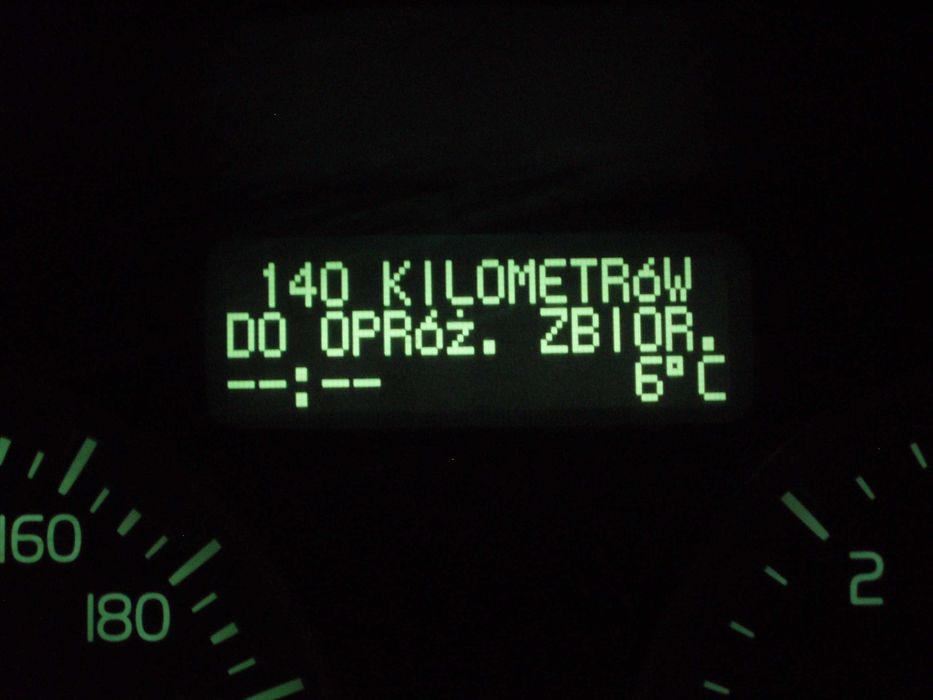 140 KILOMETRóW
DO OPRóż. ZBIOR.
--:-- 6°C
160
180
2